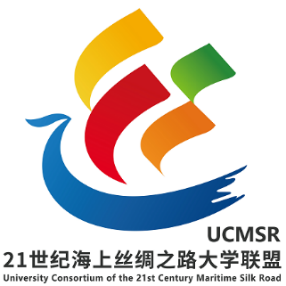 UCMSR
21世纪海上丝绸之路大学联盟
University Consortium of the 21st Century Maritime Silk Road